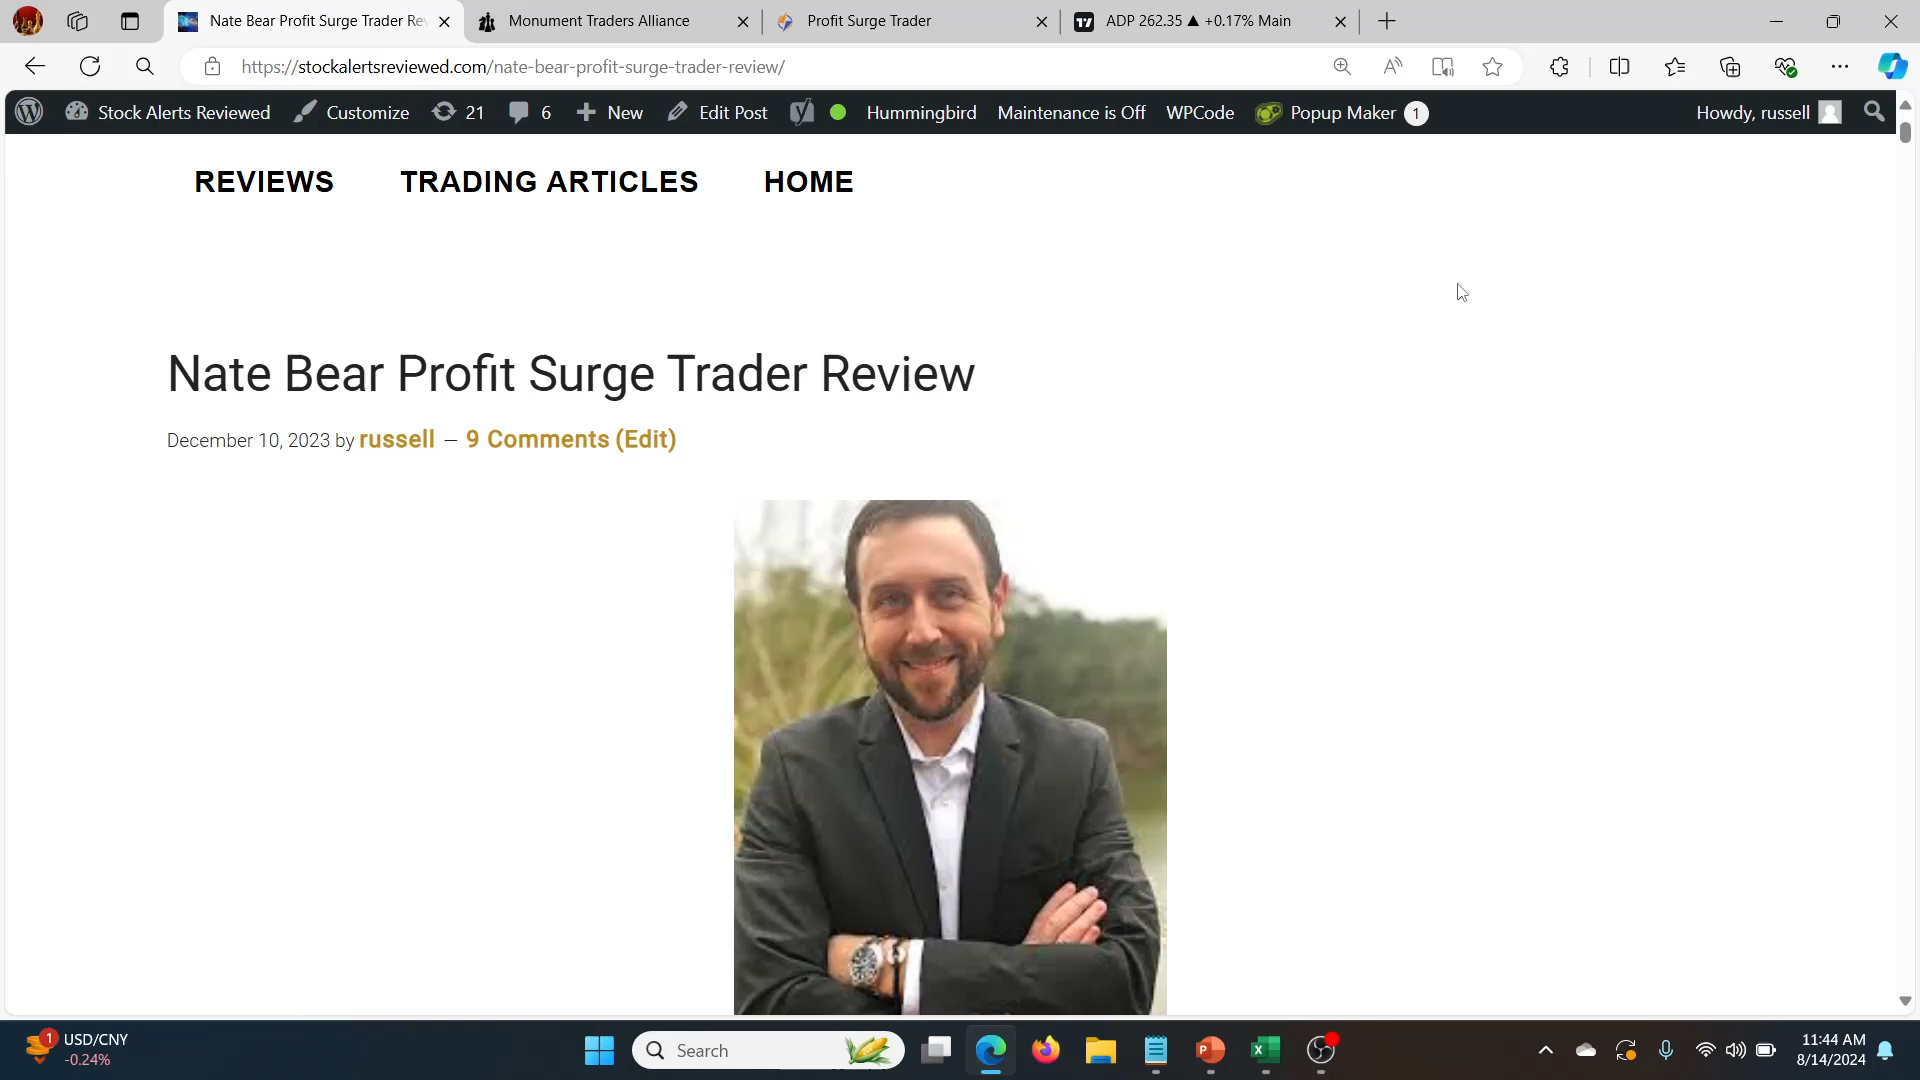 Nate Bear Profit Surge Trader Re
Monument Traders Alliance
Profit Surge Trader
ADP 262.35 ▲ +0.17% Main
https://stockalertsreviewed.com/nate-bear-profit-surge-trader-review/
Stock Alerts Reviewed
Customize
21
6
New
Edit Post
Hummingbird
Maintenance is Off
WPCode
Popup Maker 1
Howdy, russell
REVIEWS
TRADING ARTICLES
HOME
Nate Bear Profit Surge Trader Review
December 10, 2023 by russell — 9 Comments (Edit)
1
USD/CNY
-0.24%
Search
11:44 AM
8/14/2024